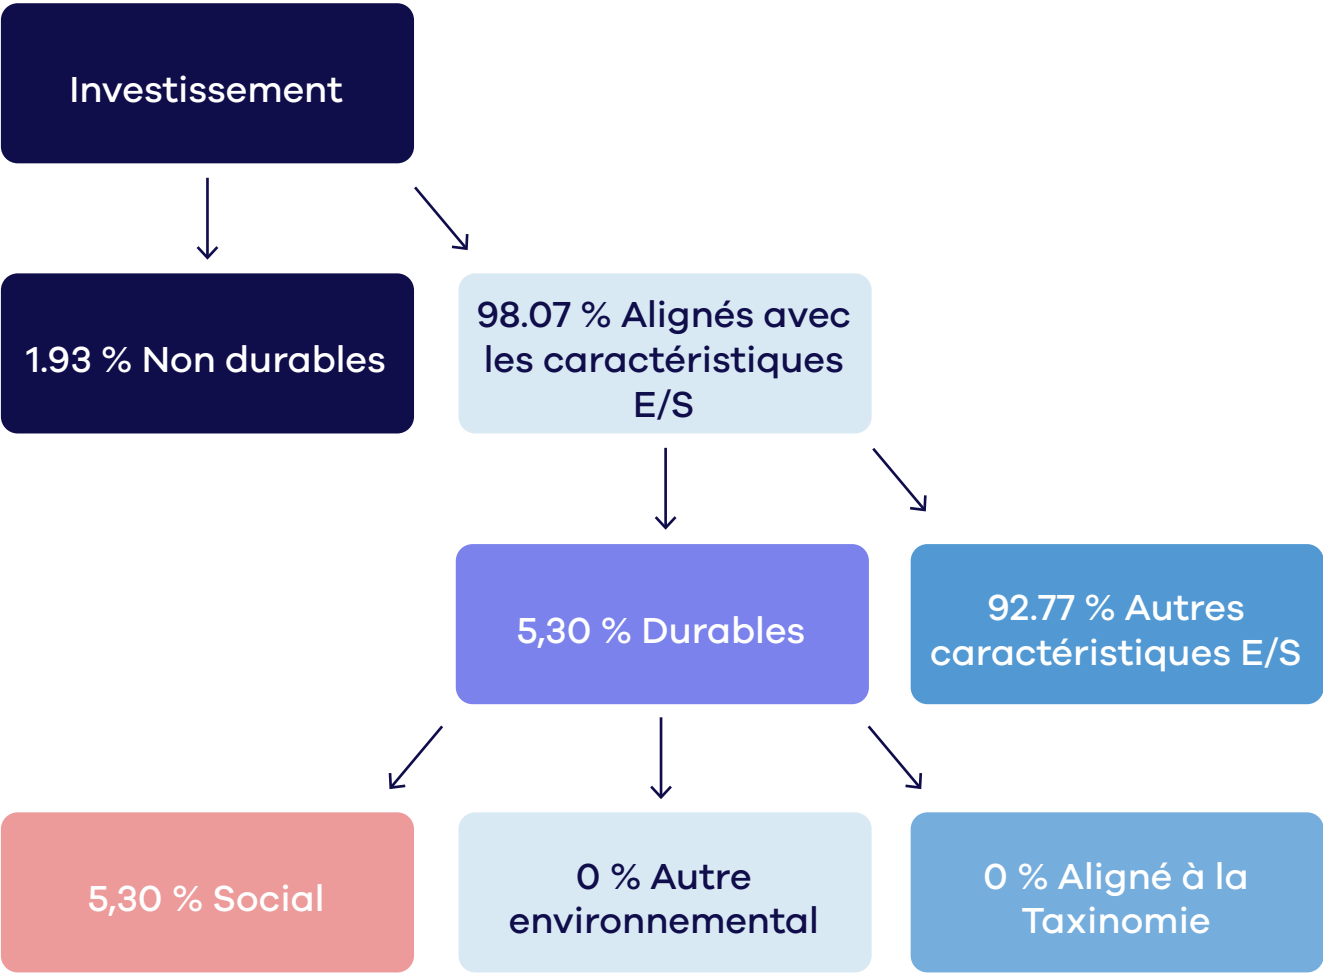 Investissement
1.93 % Non durables
98.07 % Alignés avec
les caractéristiques
E/S
5,30 % Durables
92.77 % Autres
caractéristiques E/S
5,30 % Social
0 % Autre
environnemental
0 % Aligné à la
Taxinomie